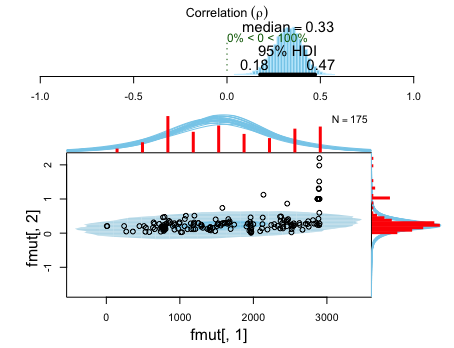 Correlation (ρ)
median = 0.33
0% < 0 < 100%
95% HDI
0.18 0.47
-1.0 -0.5 0.0 0.5 1.0
N = 175
2
1
0
-1
fmut[, 2]
0 1000 2000 3000
fmut[, 1]